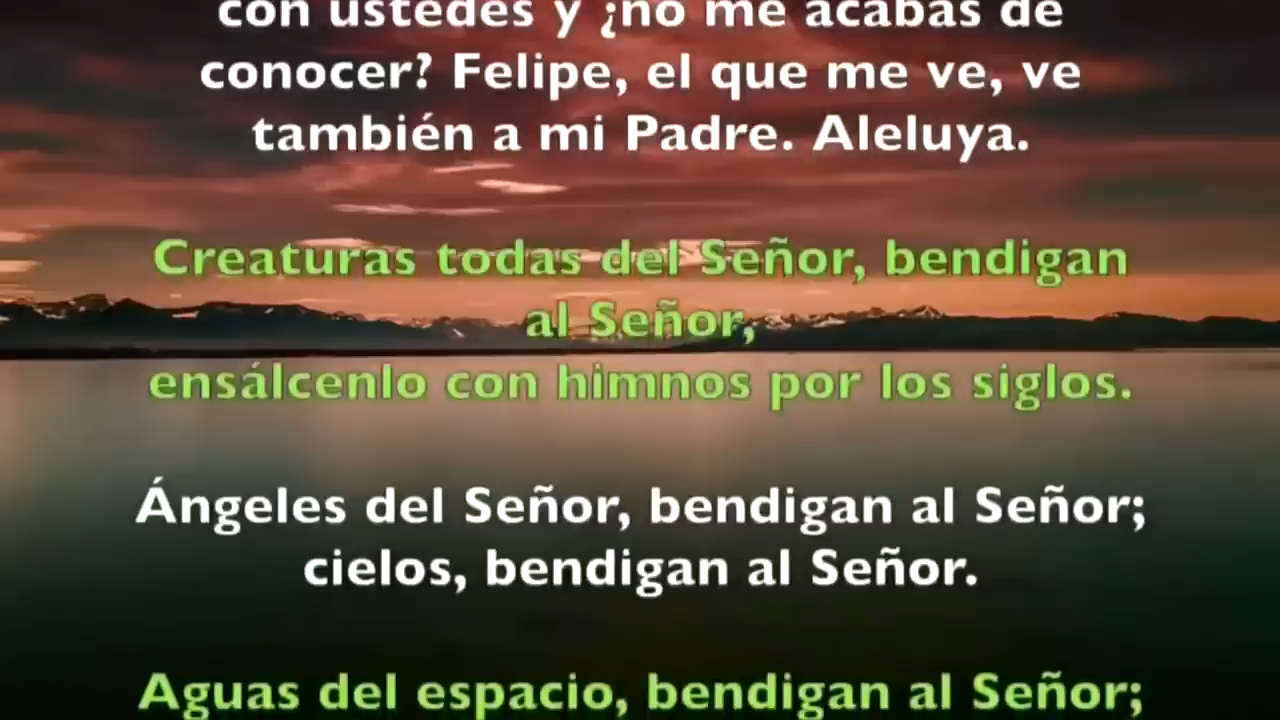 con ustedes y ¿no me acabas de
conocer? Felipe, el que me ve, ve
también a mi Padre. Aleluya.
Creaturas todas del Señor, bendigan
al Señor,
ensálcenlo con himnos por los siglos.
Ángeles del Señor, bendigan al Señor;
cielos, bendigan al Señor.
Aguas del espacio, bendigan al Señor;